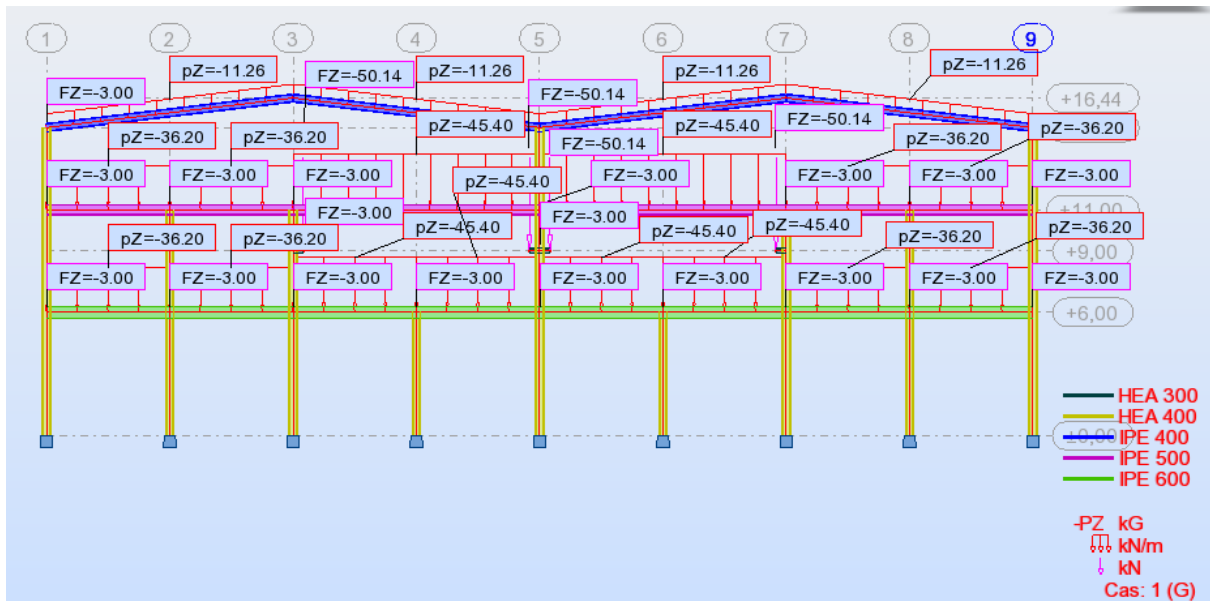 1 2 3 4 5 6 7 8 9
pZ=-11.26 FZ=-50.14 pZ=-11.26 pZ=-11.26 pZ=-11.26
FZ=-3.00 FZ=-50.14
+16,44
pZ=-36.20 pZ=-36.20 pZ=-45.40 pZ=-45.40 FZ=-50.14 pZ=-36.20 pZ=-36.20
FZ=-50.14
FZ=-3.00 FZ=-3.00 FZ=-3.00 pZ=-45.40 FZ=-3.00 FZ=-3.00 FZ=-3.00 FZ=-3.00
FZ=-3.00 FZ=-3.00 +11,00
pZ=-36.20 pZ=-36.20 pZ=-45.40 pZ=-45.40 pZ=-45.40 pZ=-36.20 pZ=-36.20
+9,00
FZ=-3.00 FZ=-3.00 FZ=-3.00 FZ=-3.00 FZ=-3.00 FZ=-3.00 FZ=-3.00 FZ=-3.00 FZ=-3.00
+6,00
HEA 300
HEA 400
±0,00
IPE 400
IPE 500
IPE 600
-PZ kG
kN/m
kN
Cas: 1 (G)